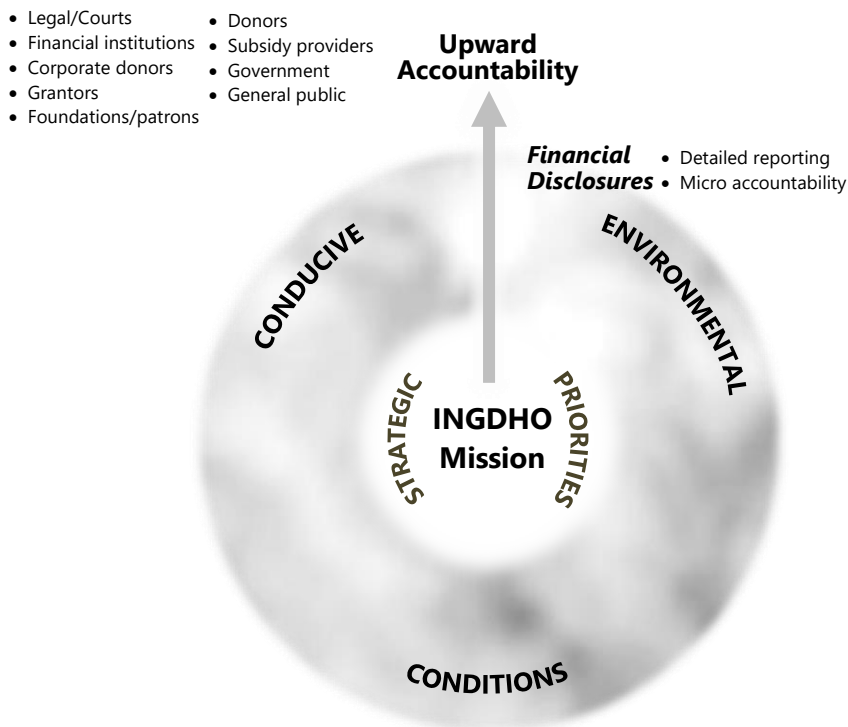 • Legal/Courts
• Financial institutions
• Corporate donors
• Grantors
• Foundations/patrons
• Donors
• Subsidy providers
• Government
• General public
Upward
Accountability
Financial
Disclosures
• Detailed reporting
• Micro accountability
CONDUCIVE
ENVIRONMENTAL
STRATEGIC
PRIORITIES
INGDHO
Mission
CONDITIONS